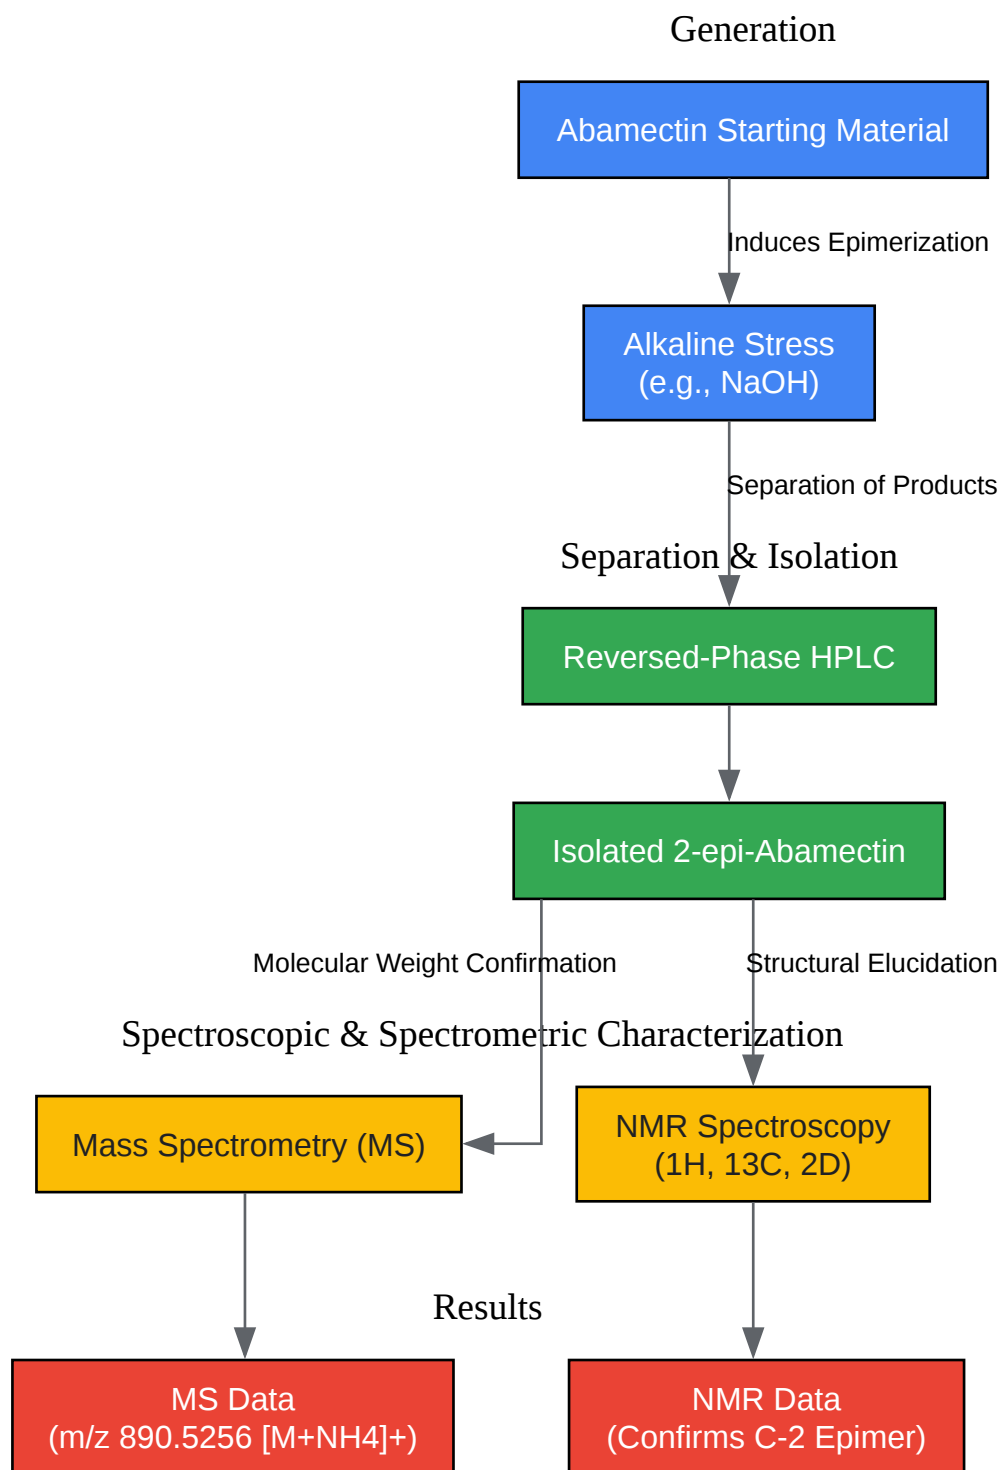 Generation
Abamectin Starting Material
Induces Epimerization
Alkaline Stress
(e.g., NaOH)
Separation of Products
Separation & Isolation
Reversed-Phase HPLC
Isolated 2-epi-Abamectin
Molecular Weight Confirmation
Structural Elucidation
Spectroscopic & Spectrometric Characterization
Mass Spectrometry (MS)
NMR Spectroscopy
(1H, 13C, 2D)
Results
MS Data
(m/z 890.5256 [M+NH4]+)
NMR Data
(Confirms C-2 Epimer)